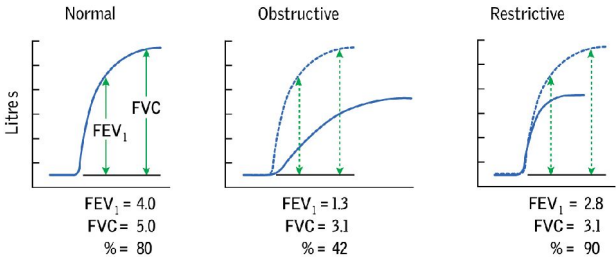 Normal
Obstructive
Restrictive
Litres
FEV₁
FVC
FEV₁ = 4.0
FVC = 5.0
% = 80
FEV₁ = 1.3
FVC = 3.1
% = 42
FEV₁ = 2.8
FVC = 3.1
% = 90